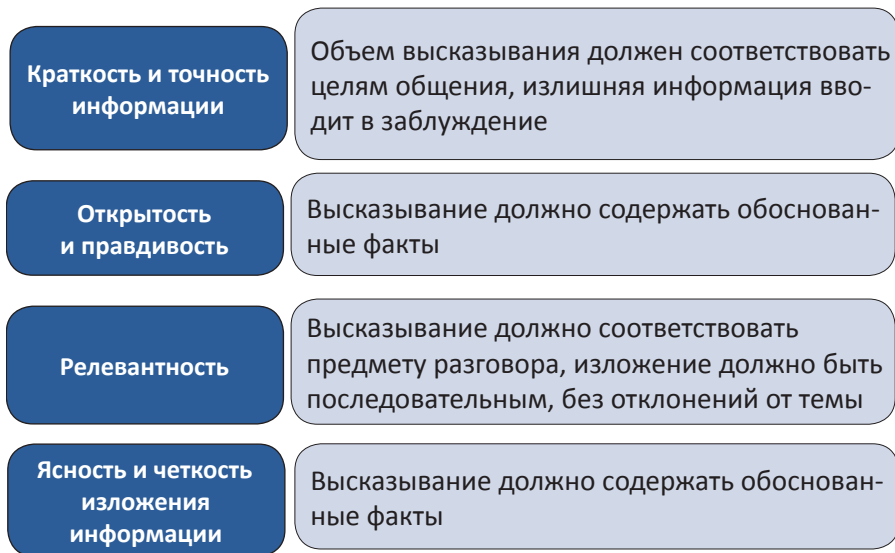 Краткость и точность
информации
Объем высказывания должен соответствовать
целям общения, излишняя информация вво-
дит в заблуждение
Открытость
и правдивость
Высказывание должно содержать обоснован-
ные факты
Релевантность
Высказывание должно соответствовать
предмету разговора, изложение должно быть
последовательным, без отклонений от темы
Ясность и четкость
изложения
информации
Высказывание должно содержать обоснован-
ные факты